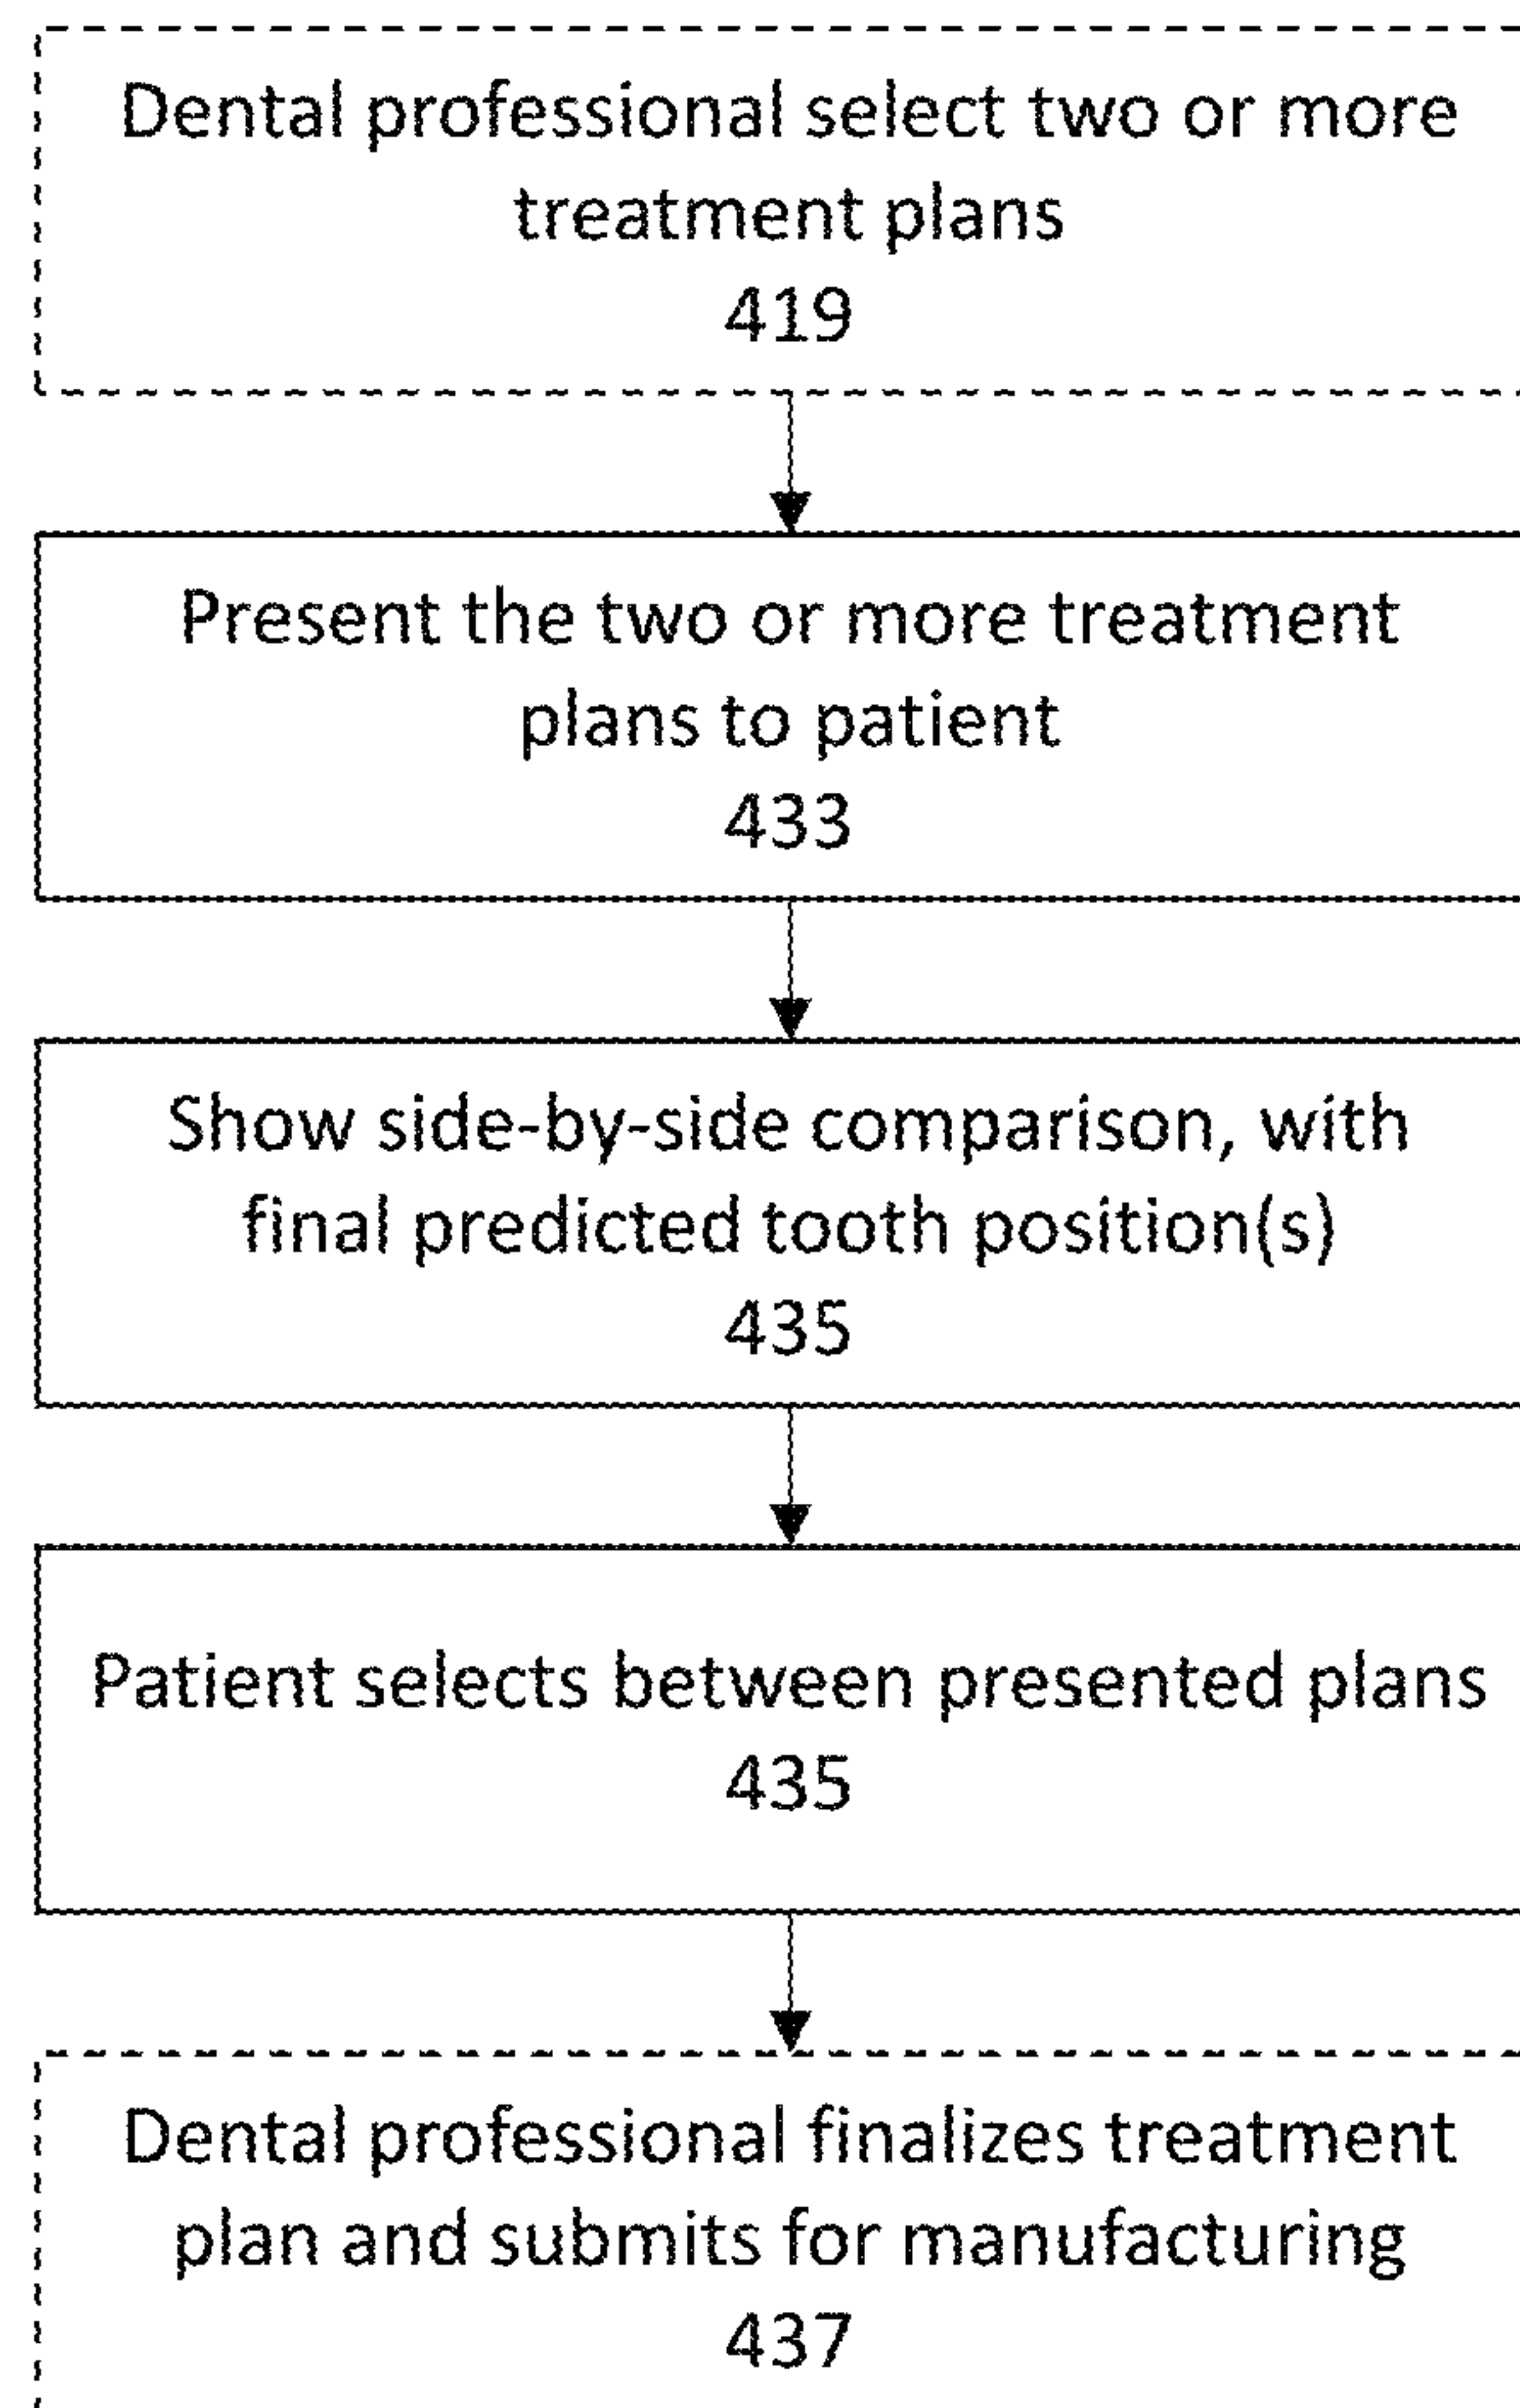 Dental professional select two or more
treatment plans
419
Present the two or more treatment
plans to patient
433
Show side-by-side comparison, with
final predicted tooth position(s)
435
Patient selects between presented plans
435
Dental professional finalizes treatment
plan and submits for manufacturing
437